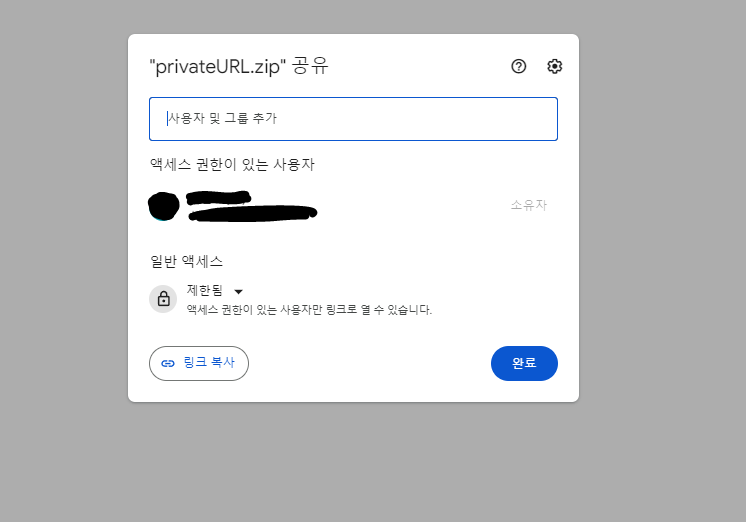 "privateURL.zip" 공유
사용자 및 그룹 추가
액세스 권한이 있는 사용자
소유자
일반 액세스
제한됨
액세스 권한이 있는 사용자만 링크로 열 수 있습니다.
링크 복사
완료